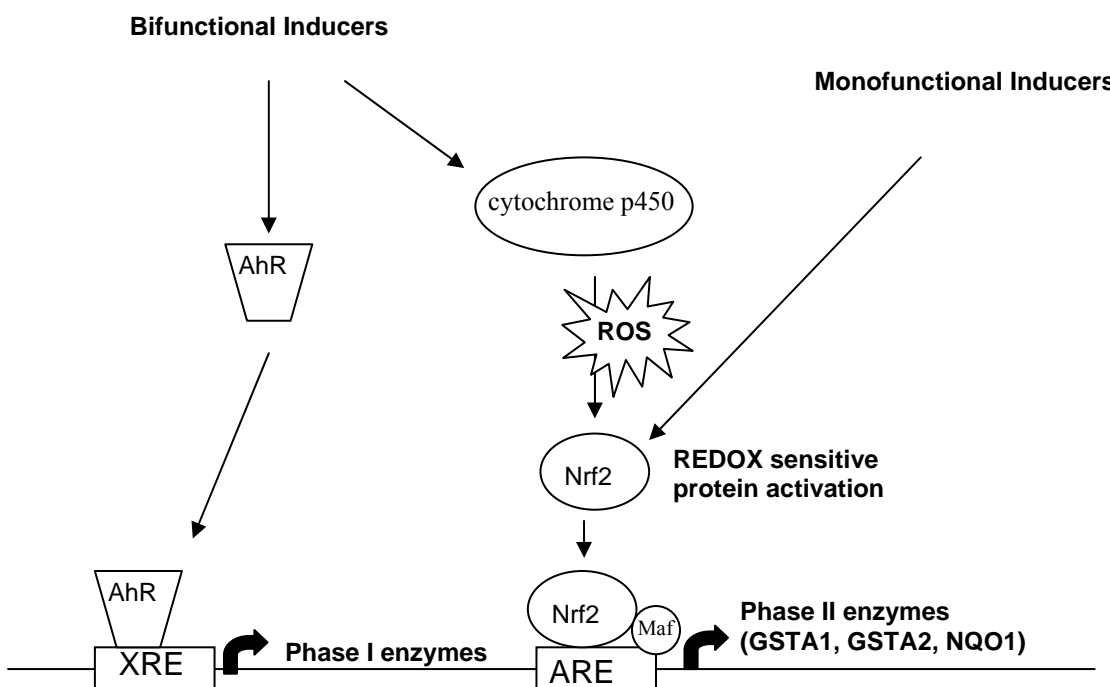 Bifunctional Inducers
Monofunctional Inducers
cytochrome p450
AhR
ROS
Nrf2
REDOX sensitive
protein activation
AhR
Nrf2
Maf
Phase II enzymes
(GSTA1, GSTA2, NQO1)
XRE
Phase I enzymes
ARE